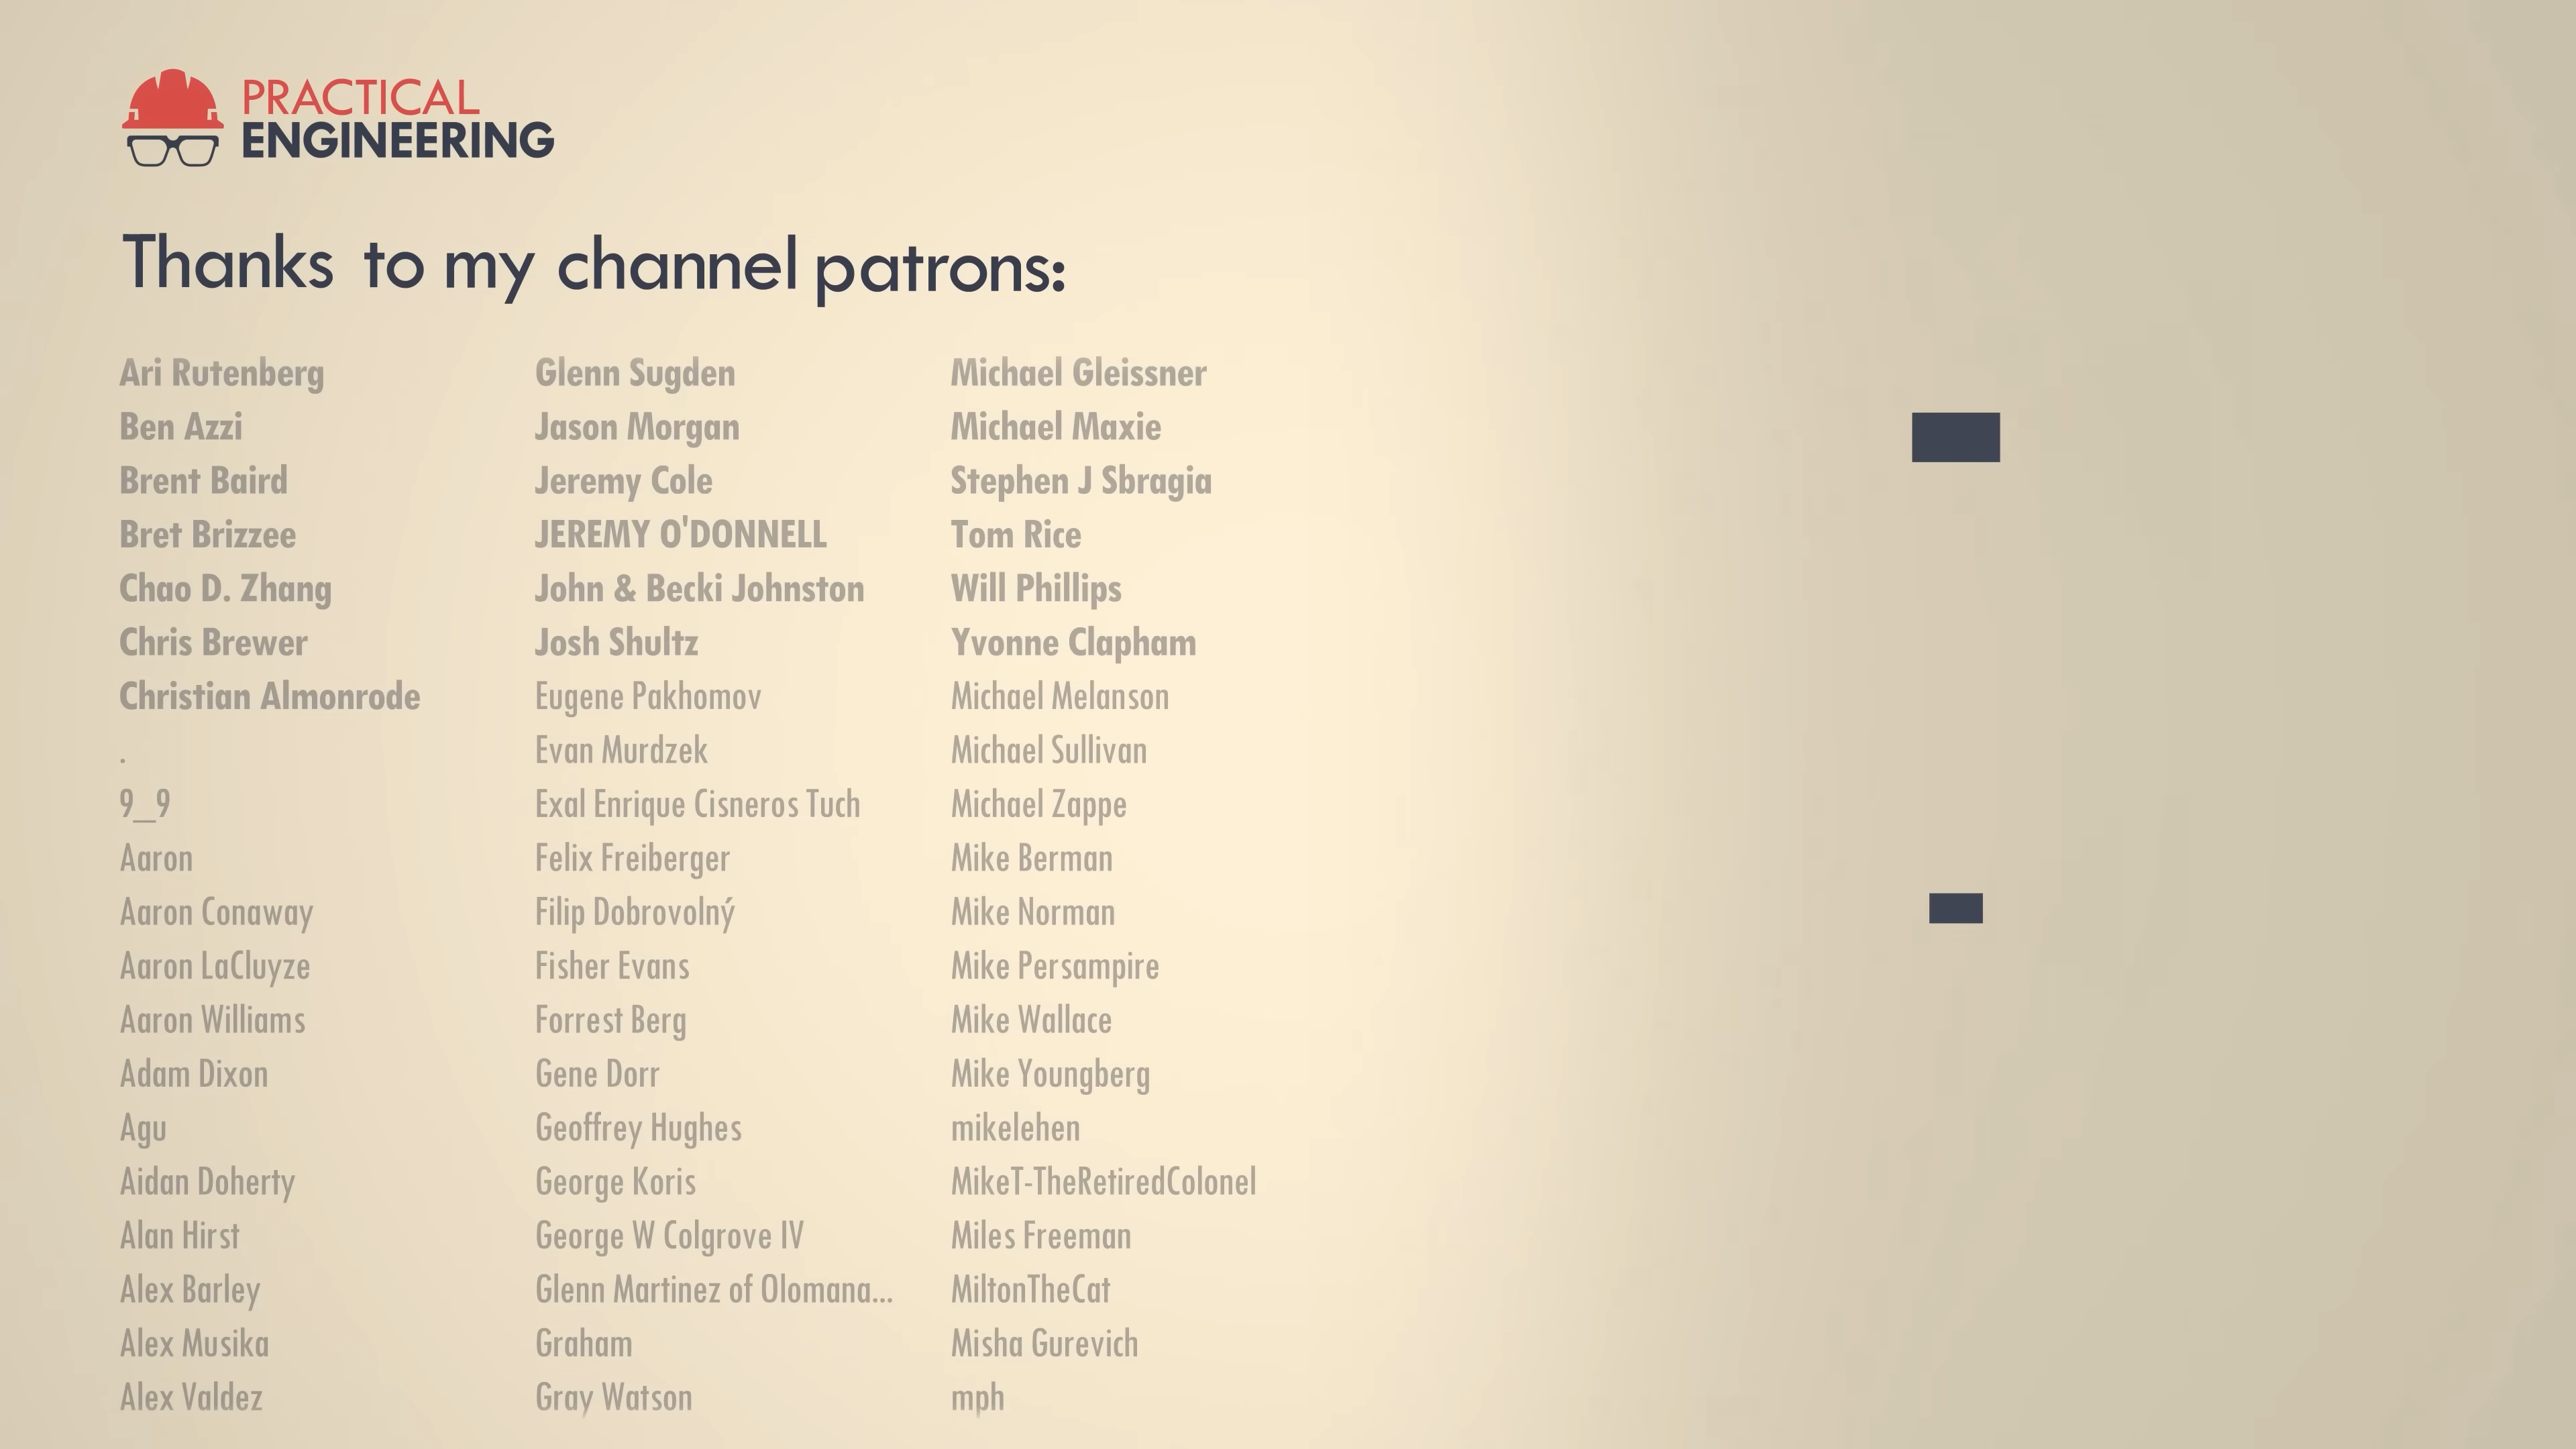 PRACTICAL
ENGINEERING
Thanks to my channel patrons:
Ari Rutenberg
Ben Azzi
Brent Baird
Bret Brizzee
Chao D. Zhang
Chris Brewer
Christian Almonrode
.
9_9
Aaron
Aaron Conaway
Aaron LaCluyze
Aaron Williams
Adam Dixon
Agu
Aidan Doherty
Alan Hirst
Alex Barley
Alex Musika
Alex Valdez
Glenn Sugden
Jason Morgan
Jeremy Cole
JEREMY O'DONNELL
John & Becki Johnston
Josh Shultz
Eugene Pakhomov
Evan Murdzek
Exal Enrique Cisneros Tuch
Felix Freiberger
Filip Dobrovolný
Fisher Evans
Forrest Berg
Gene Dorr
Geoffrey Hughes
George Koris
George W Colgrove IV
Glenn Martinez of Olomana...
Graham
Gray Watson
Michael Gleissner
Michael Maxie
Stephen J Sbragia
Tom Rice
Will Phillips
Yvonne Clapham
Michael Melanson
Michael Sullivan
Michael Zappe
Mike Berman
Mike Norman
Mike Persampire
Mike Wallace
Mike Youngberg
mikelehen
MikeT-TheRetiredColonel
Miles Freeman
MiltonTheCat
Misha Gurevich
mph